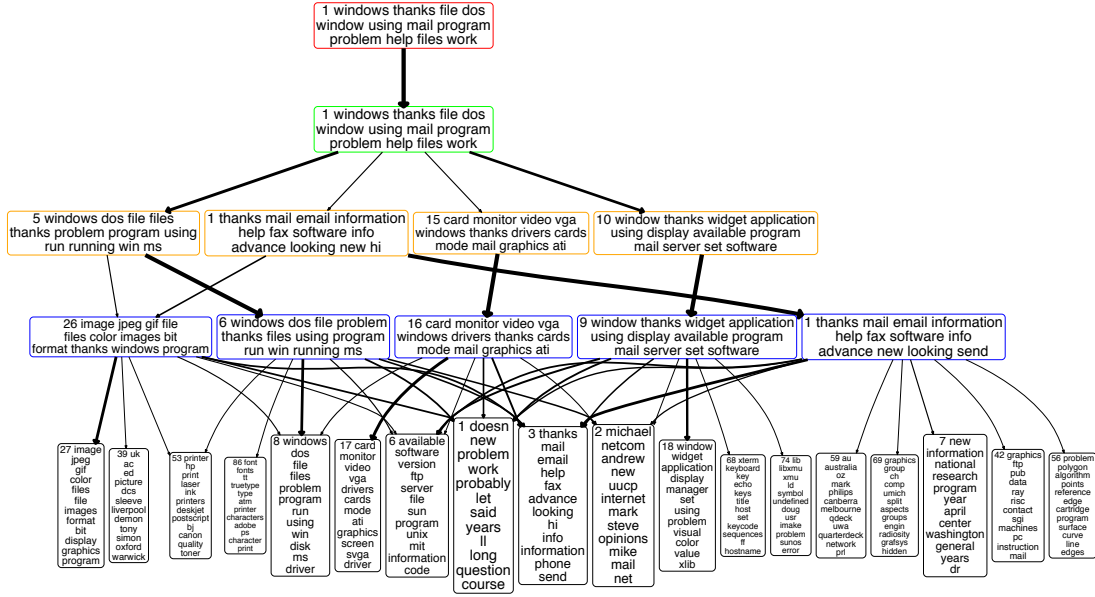 1 windows thanks file dos
window using mail program
problem help files work
1 windows thanks file dos
window using mail program
problem help files work
5 windows dos file files
thanks problem program using
run running win ms
1 thanks mail email information
help fax software info
advance looking new hi
15 card monitor video vga
windows thanks drivers cards
mode mail graphics ati
10 window thanks widget application
using display available program
mail server set software
26 image jpeg gif file
files color images bit
format thanks windows program
6 windows dos file problem
thanks files using program
run win running ms
16 card monitor video vga
windows drivers thanks cards
mode mail graphics ati
9 window thanks widget application
using display available program
mail server set software
1 thanks mail email information
help fax software info
advance new looking send
27 image
jpeg
gif
color
files
file
images
format
bit
display
graphics
program
39 uk
ac
ed
picture
dcs
sleeve
liverpool
demon
tony
simon
oxford
warwick
53 printer
hp
print
laser
ink
printers
deskjet
postscript
bj
canon
quality
toner
86 font
fonts
tt
truetype
type
atm
printer
characters
adobe
ps
character
print
8 windows
dos
file
files
problem
program
run
using
win
disk
ms
driver
17 card
monitor
video
vga
drivers
cards
mode
ati
graphics
screen
svga
driver
6 available
software
version
ftp
server
file
sun
program
unix
mit
information
code
1 doesn
new
problem
work
probably
let
said
years
ll
long
question
course
3 thanks
mail
email
help
fax
advance
looking
hi
info
information
phone
send
2 michael
netcom
andrew
new
uucp
internet
mark
steve
opinions
mike
mail
net
18 window
widget
application
display
manager
set
using
problem
visual
color
value
xlib
68 xterm
keyboard
key
echo
keys
title
host
set
keycode
sequences
ff
hostname
74 lib
libxmu
xmu
ld
symbol
undefined
doug
usr
imake
problem
sunos
error
59 au
australia
oz
mark
philips
canberra
melbourne
qdeck
uwa
quarterdeck
network
prl
69 graphics
group
ch
comp
umich
split
aspects
groups
engin
radiosity
grafsys
hidden
7 new
information
national
research
program
year
april
center
washington
general
years
dr
42 graphics
ftp
pub
data
ray
risc
contact
sgi
machines
pc
instruction
mail
56 problem
polygon
algorithm
points
reference
edge
cartridge
program
surface
curve
line
edges